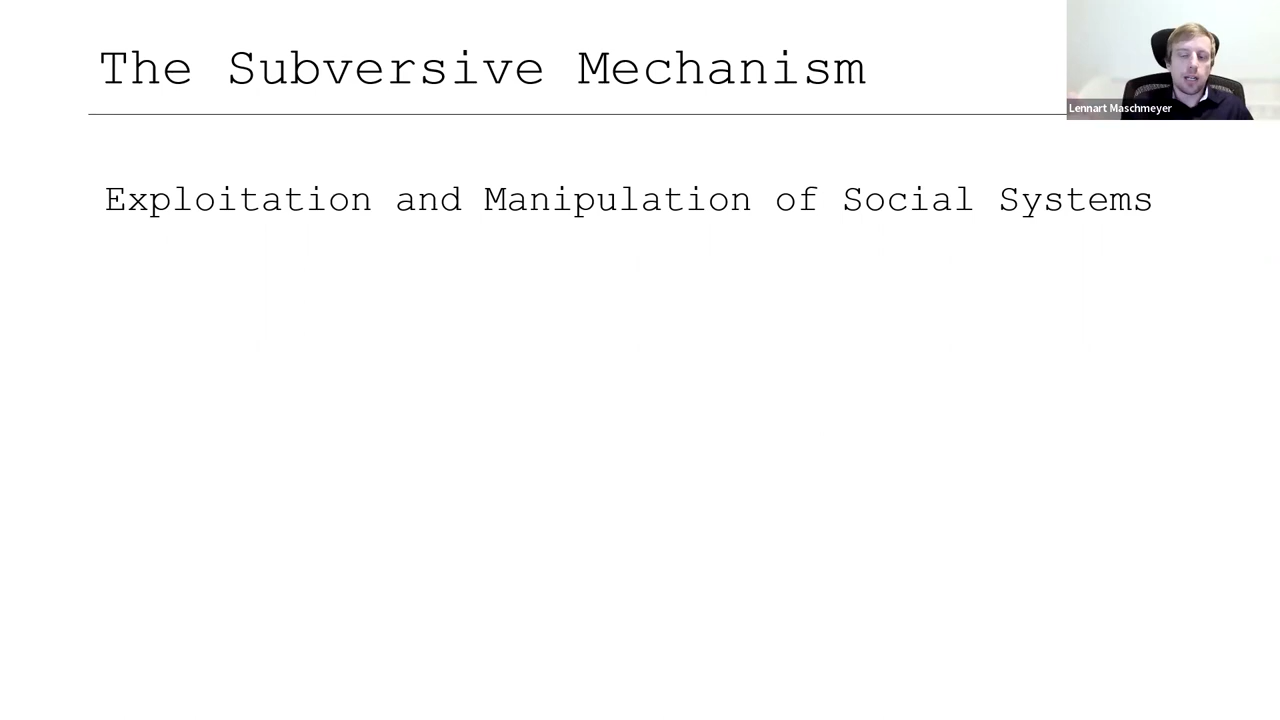 The Subversive Mechanism
Lennart Maschmeyer
Exploitation and Manipulation of Social Systems